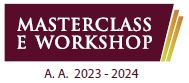 MASTERCLASS
E WORKSHOP
A. A. 2023 - 2024